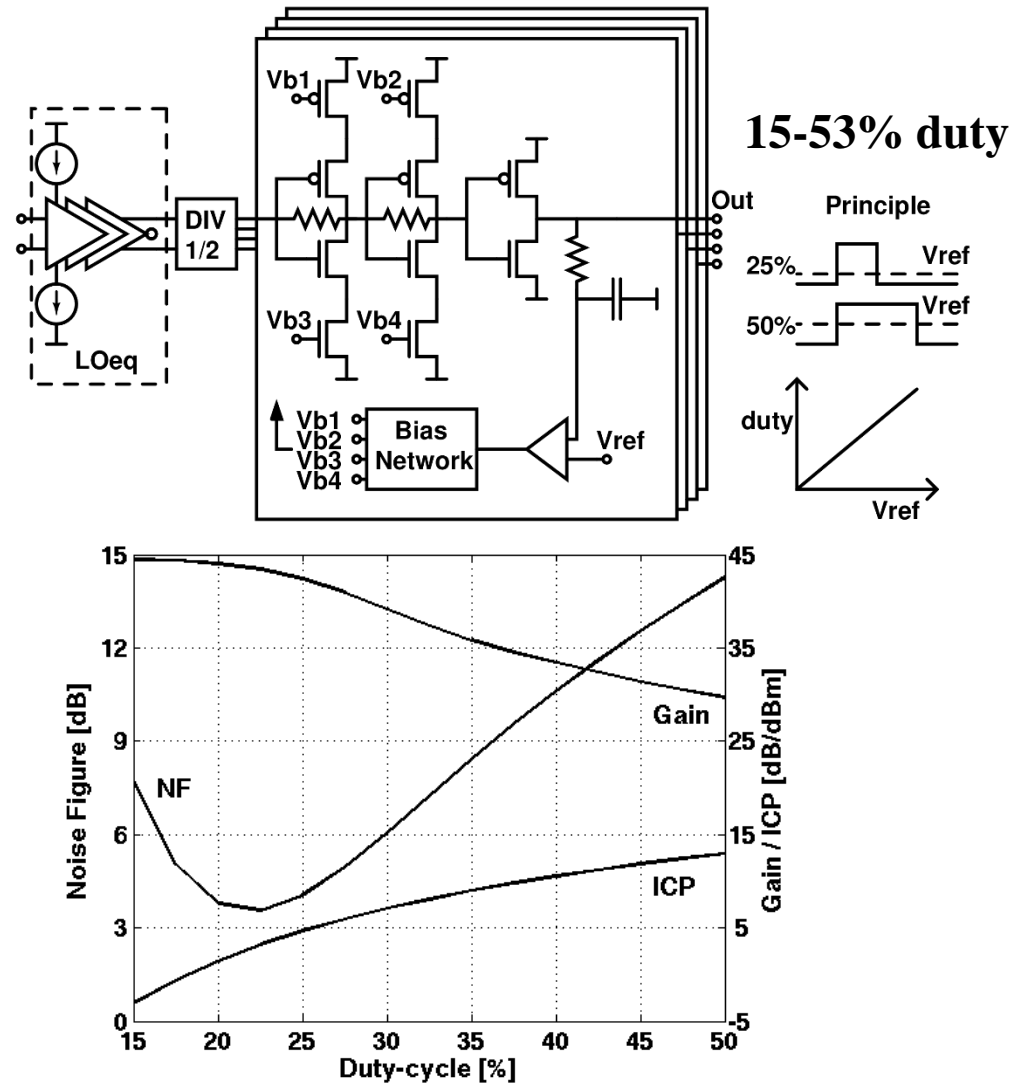 Vb1
Vb2
15-53% duty
DIV
1/2
Out
Principle
25%
Vref
50%
Vref
Vb3
Vb4
LOeq
Vb1
Vb2
Vb3
Vb4
Bias
Network
Vref
duty
Vref
15
12
9
6
3
0
Noise Figure [dB]
NF
Gain
ICP
45
35
25
15
5
-5
Gain / ICP [dB/dBm]
15 20 25 30 35 40 45 50
Duty-cycle [%]